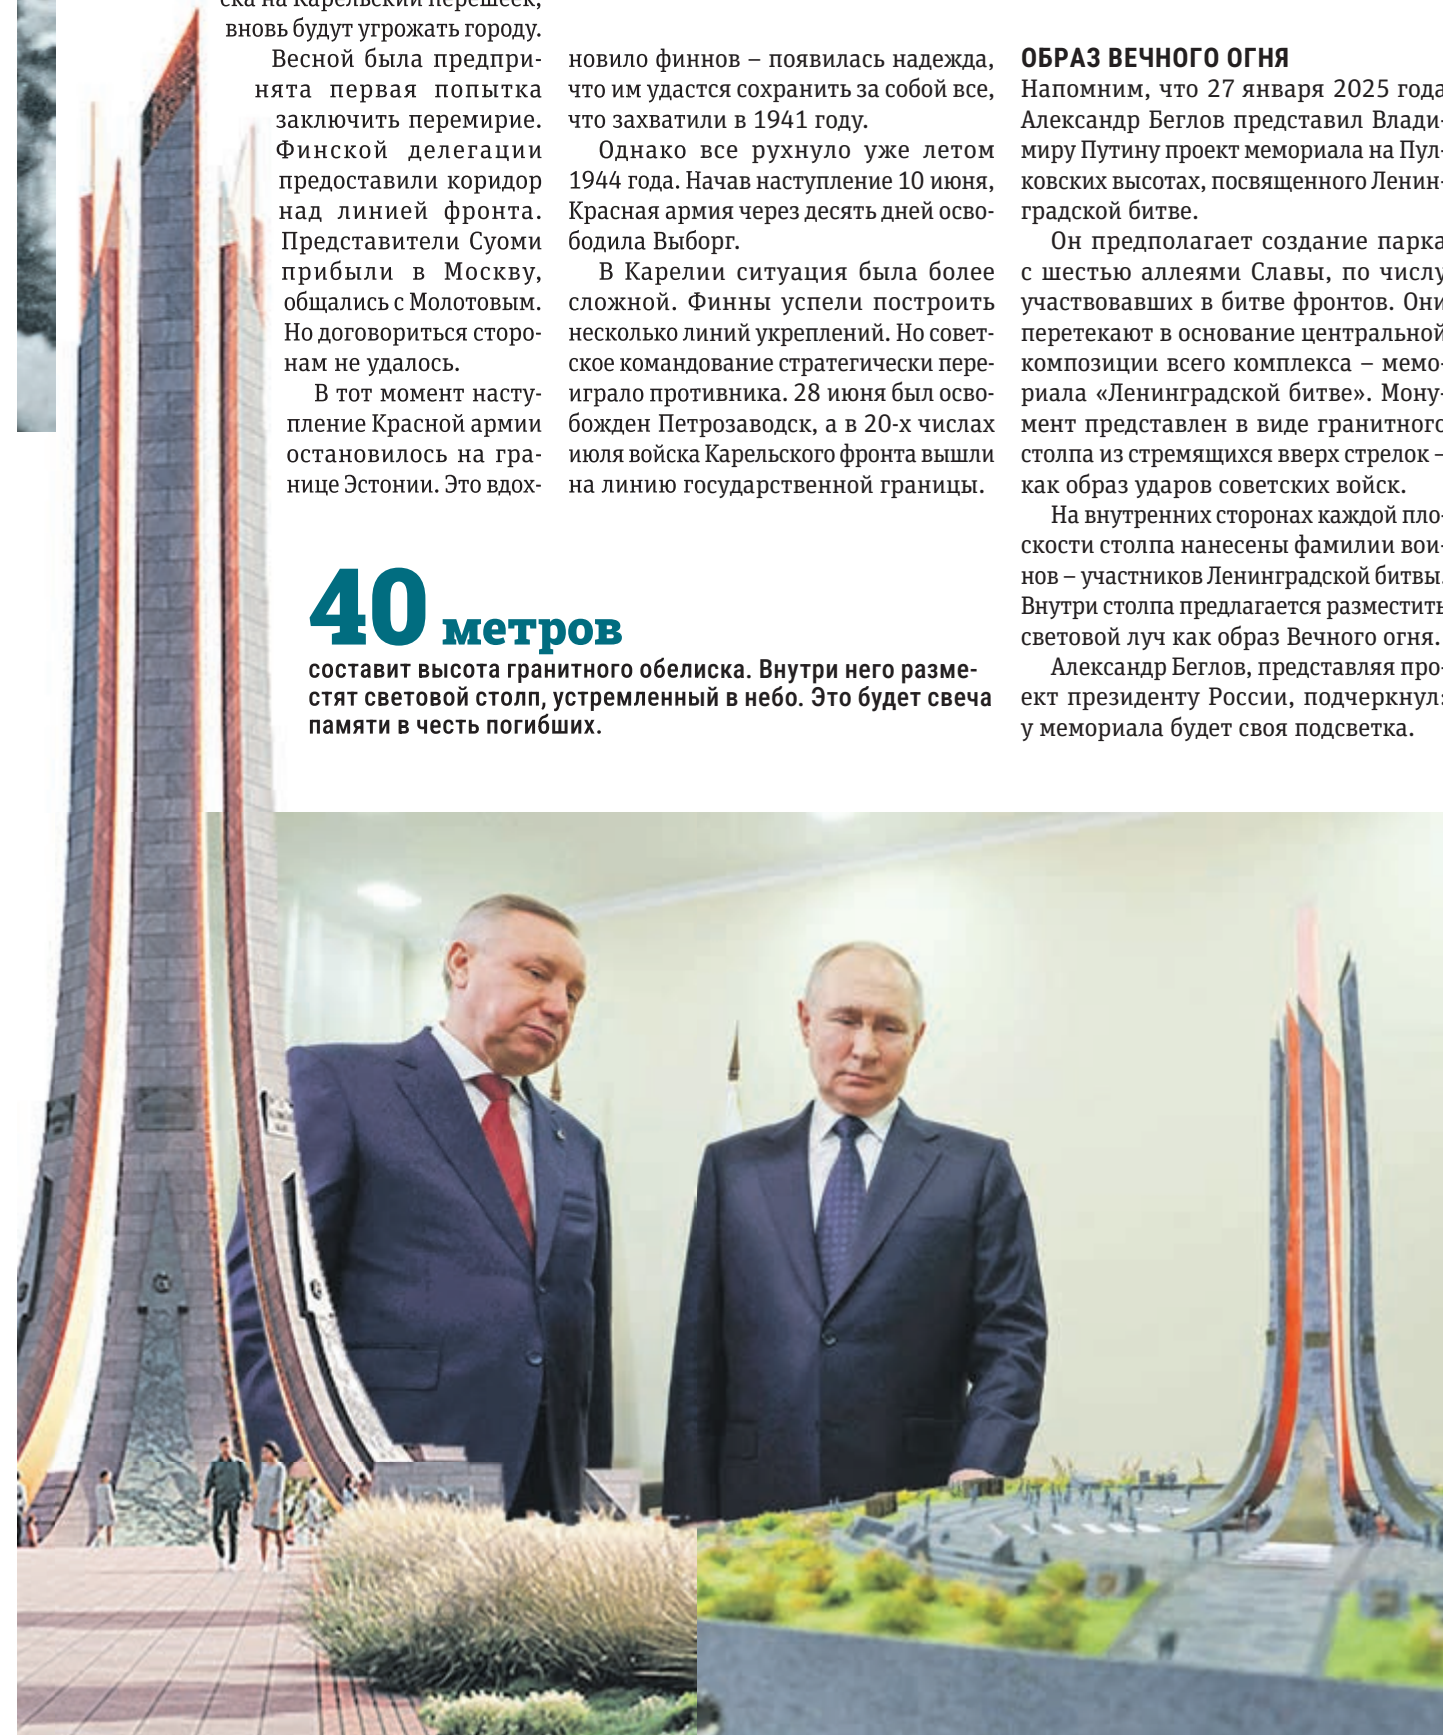 ска на Карельский перешеек,
вновь будут угрожать городу.
Весной была предпри-
нята первая попытка
заключить перемирие.
Финской делегации
предоставили коридор
над линией фронта.
Представители Суоми
прибыли в Москву,
общались с Молотовым.
Но договориться сторо-
нам не удалось.
В тот момент насту-
пление Красной армии
остановилось на гра-
нице Эстонии. Это вдох-
новило финнов – появилась надежда,
что им удастся сохранить за собой все,
что захватили в 1941 году.
Однако все рухнуло уже летом
1944 года. Начав наступление 10 июня,
Красная армия через десять дней осво-
бодила Выборг.
В Карелии ситуация была более
сложной. Финны успели построить
несколько линий укреплений. Но совет-
ское командование стратегически пере-
играло противника. 28 июня был осво-
божден Петрозаводск, а в 20-х числах
июля войска Карельского фронта вышли
на линию государственной границы.
40 метров
составит высота гранитного обелиска. Внутри него разме-
стят световой столп, устремленный в небо. Это будет свеча
памяти в честь погибших.
ОБРАЗ ВЕЧНОГО ОГНЯ
Напомним, что 27 января 2025 года
Александр Беглов представил Влади-
миру Путину проект мемориала на Пул-
ковских высотах, посвященного Ленин-
градской битве.
Он предполагает создание парка
с шестью аллеями Славы, по числу
участвовавших в битве фронтов. Они
перетекают в основание центральной
композиции всего комплекса – мемо-
риала «Ленинградской битве». Мону-
мент представлен в виде гранитного
столпа из стремящихся вверх стрелок –
как образ ударов советских войск.
На внутренних сторонах каждой пло-
скости столпа нанесены фамилии вои-
нов – участников Ленинградской битвы.
Внутри столпа предлагается разместить
световой луч как образ Вечного огня.
Александр Беглов, представляя про-
ект президенту России, подчеркнул:
у мемориала будет своя подсветка.